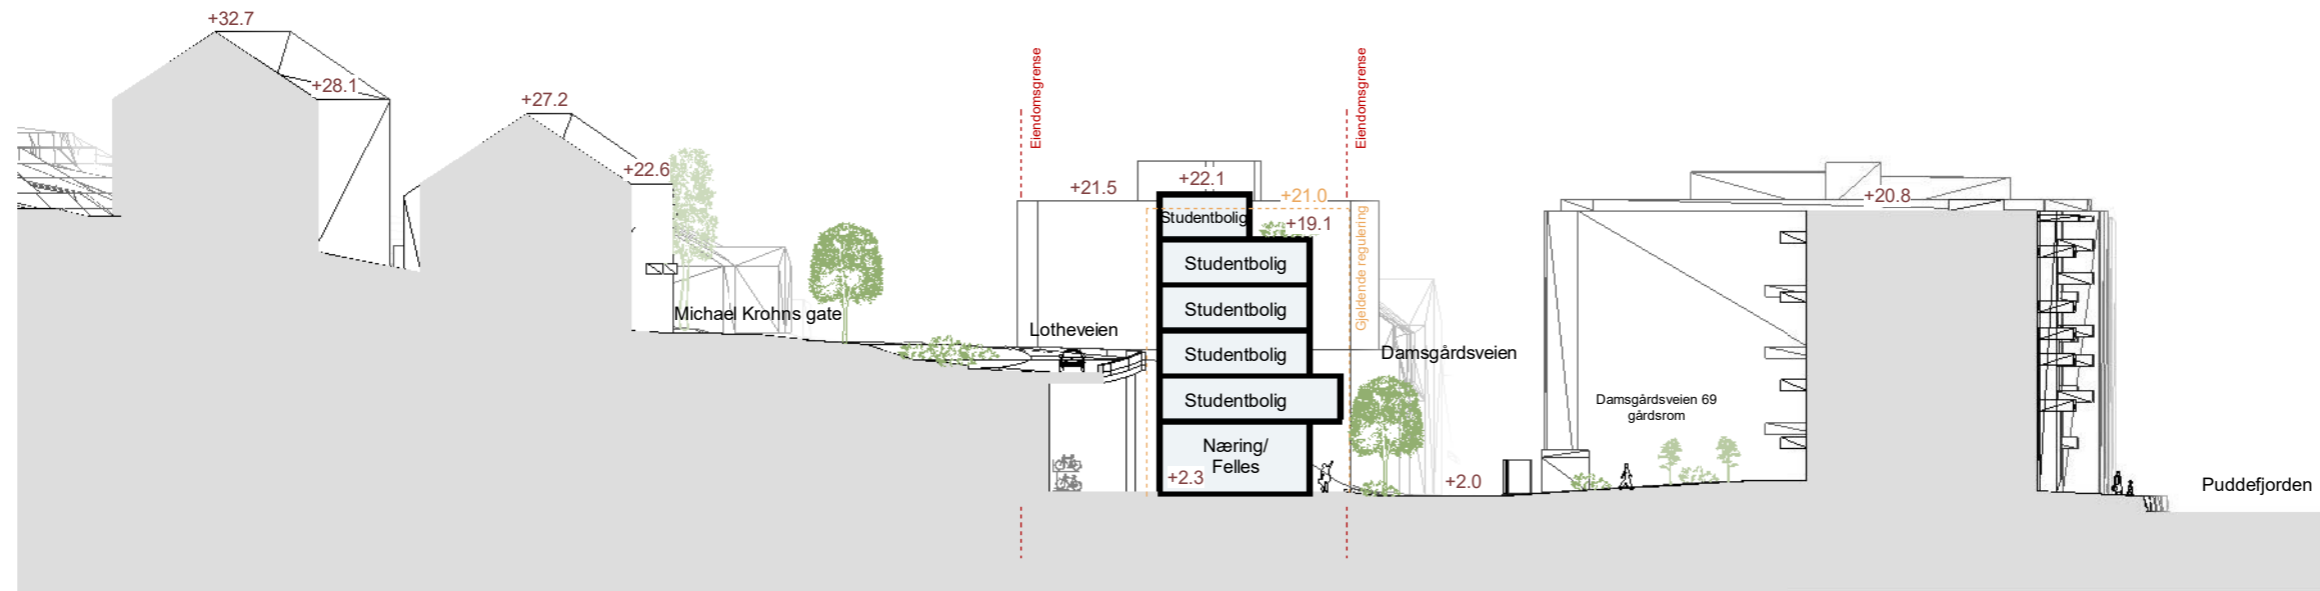 +32.7
+28.1
+27.2
+22.6
Michael Krohns gate
Eiendomsgrense
+21.5
+22.1
+21.0
Eiendomsgrense
Gjeldende regulering
Studentbolig
+19.1
Studentbolig
Studentbolig
Studentbolig
Studentbolig
Næring/
Felles
+2.3
Lotheveien
Damsgårdsveien
+2.0
+20.8
Damsgårdsveien 69
gårdsrom
Puddefjorden